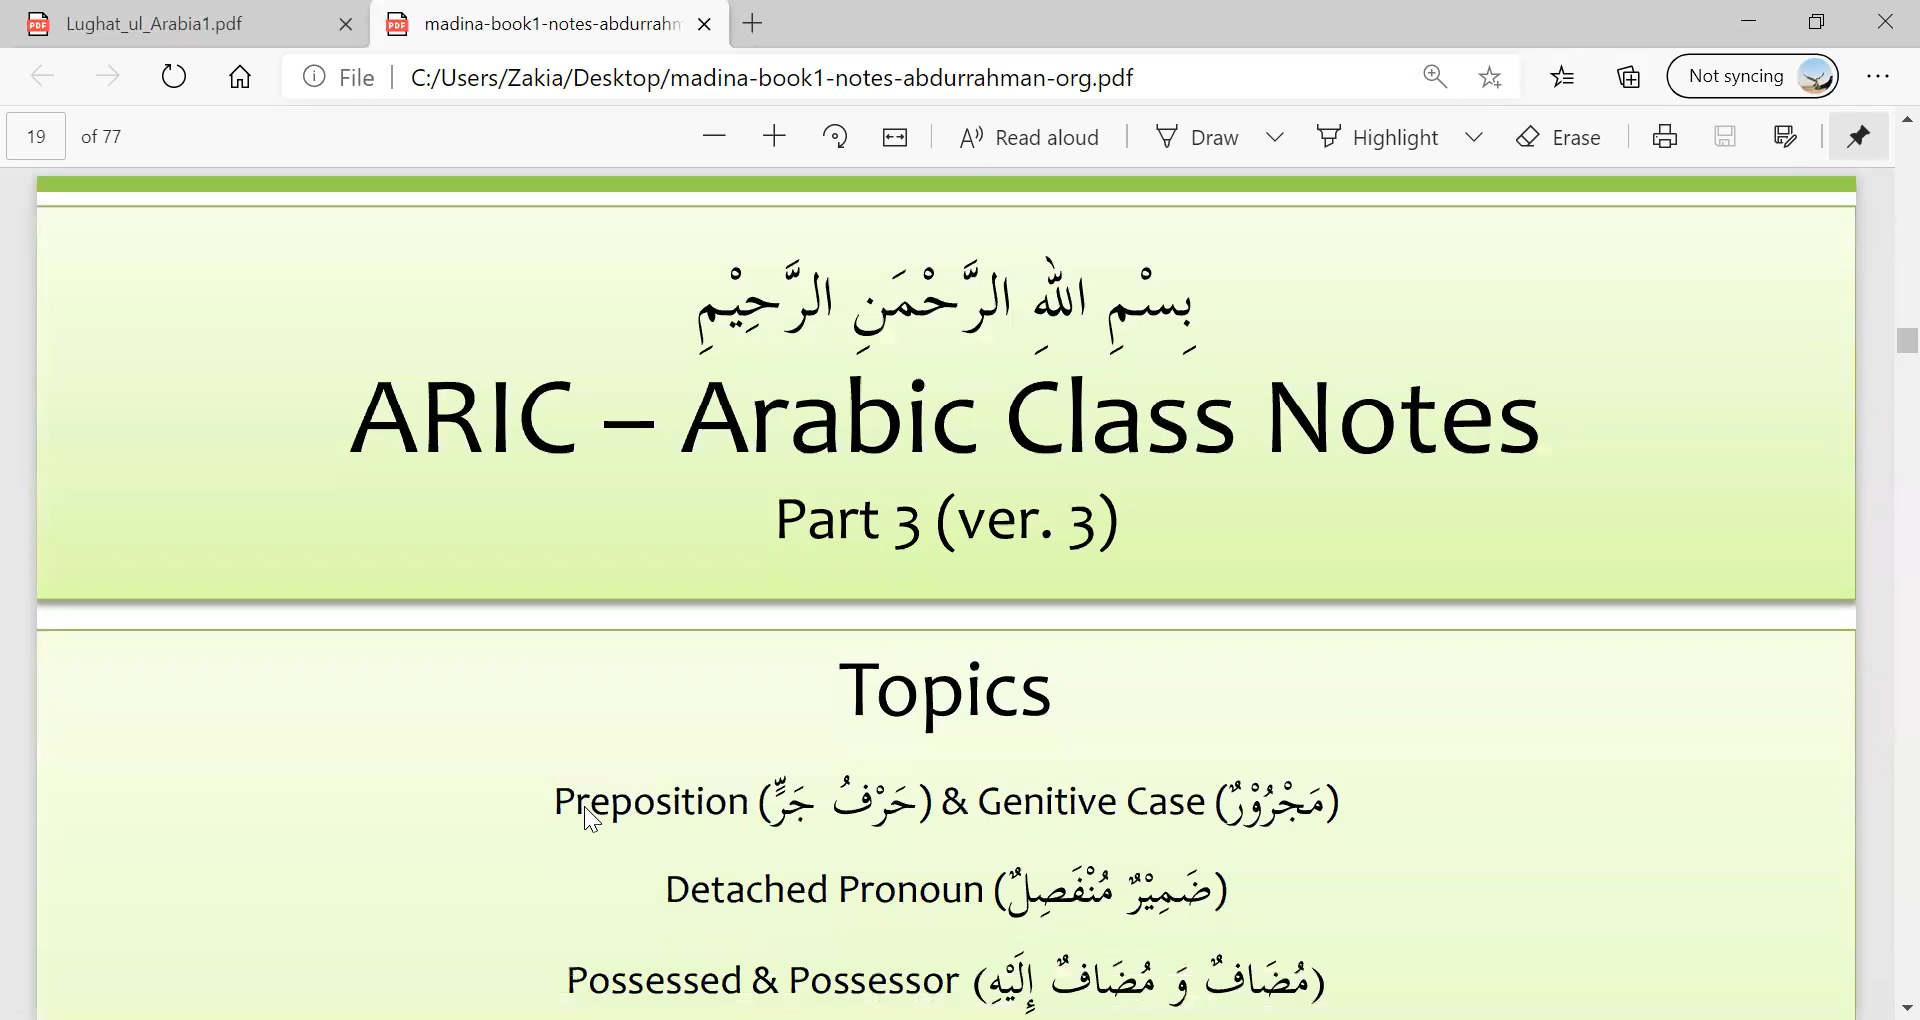 Lughat_ul_Arabia1.pdf
madina-book1-notes-abdurrahm
File
C:/Users/Zakia/Desktop/madina-book1-notes-abdurrahman-org.pdf
Not syncing
19 of 77
Read aloud
Draw
Highlight
Erase
بِسْمِ اللهِ الرَّحْمَنِ الرَّحِيْمِ
ARIC – Arabic Class Notes
Part 3 (ver. 3)
Topics
Preposition (حَرْفُ جَرٍّ) & Genitive Case (مَجْرُوْرٌ)
Detached Pronoun (ضَمِيْرٌ مُنْفَصِلٌ)
Possessed & Possessor (مُضَافٌ وَ مُضَافٌ إِلَيْهِ)